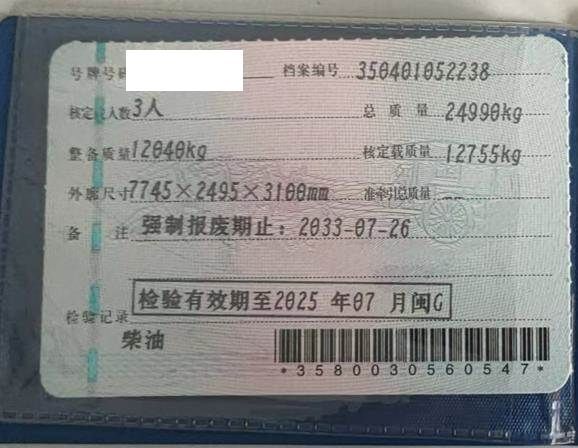 号牌号码 档案编号 350401052238
核定载人数 3人 总质量 24990kg
整备质量 12040kg 核定载质量 12755kg
外廓尺寸 7745×2495×3100mm 准牵引总质量 --
备注 强制报废期止：2033-07-26
检验有效期至2025 年07 月闽G
检验记录
柴油
*3580030560547*